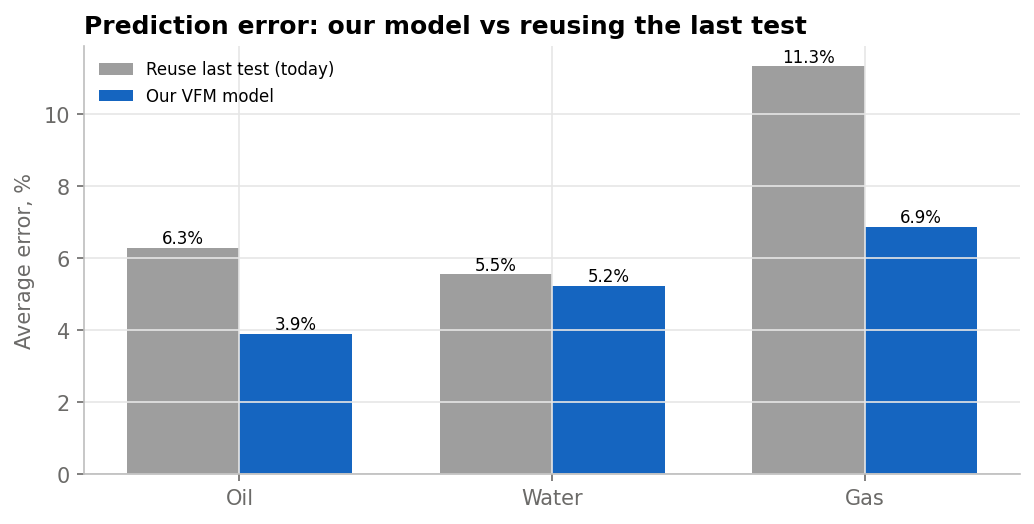 Prediction error: our model vs reusing the last test
Reuse last test (today)
Our VFM model
Average error, %
10
8
6
4
2
0
6.3%
3.9%
5.5%
5.2%
11.3%
6.9%
Oil
Water
Gas